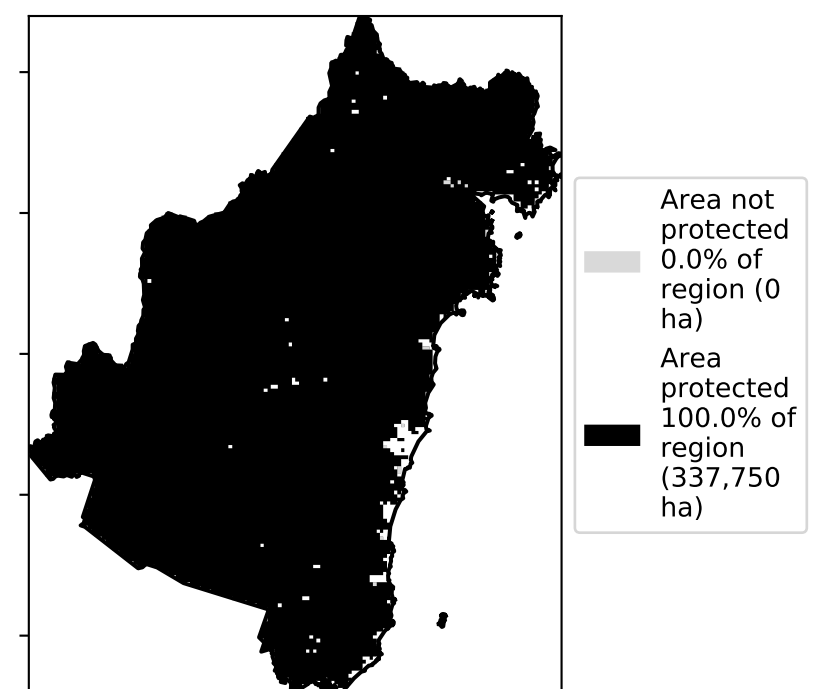 Area not
protected
0.0% of
region (0
ha)
Area
protected
100.0% of
region
(337,750
ha)